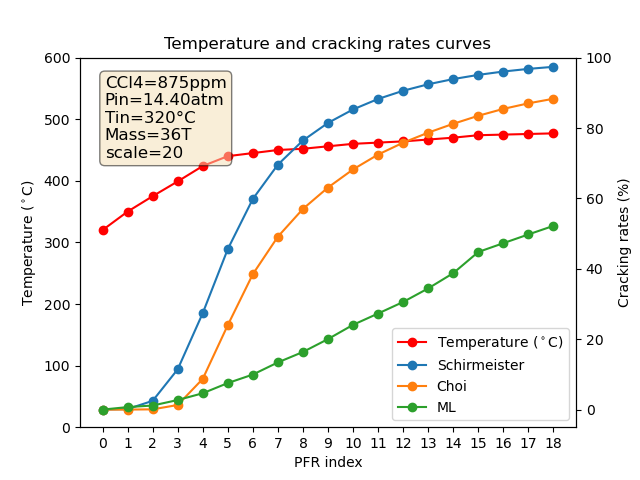 Temperature and cracking rates curves
CCl4=875ppm
Pin=14.40atm
Tin=320°C
Mass=36T
scale=20
Temperature (°C)
600
500
400
300
200
100
0
Cracking rates (%)
100
80
60
40
20
0
Temperature (°C)
Schirmeister
Choi
ML
0 1 2 3 4 5 6 7 8 9 10 11 12 13 14 15 16 17 18
PFR index